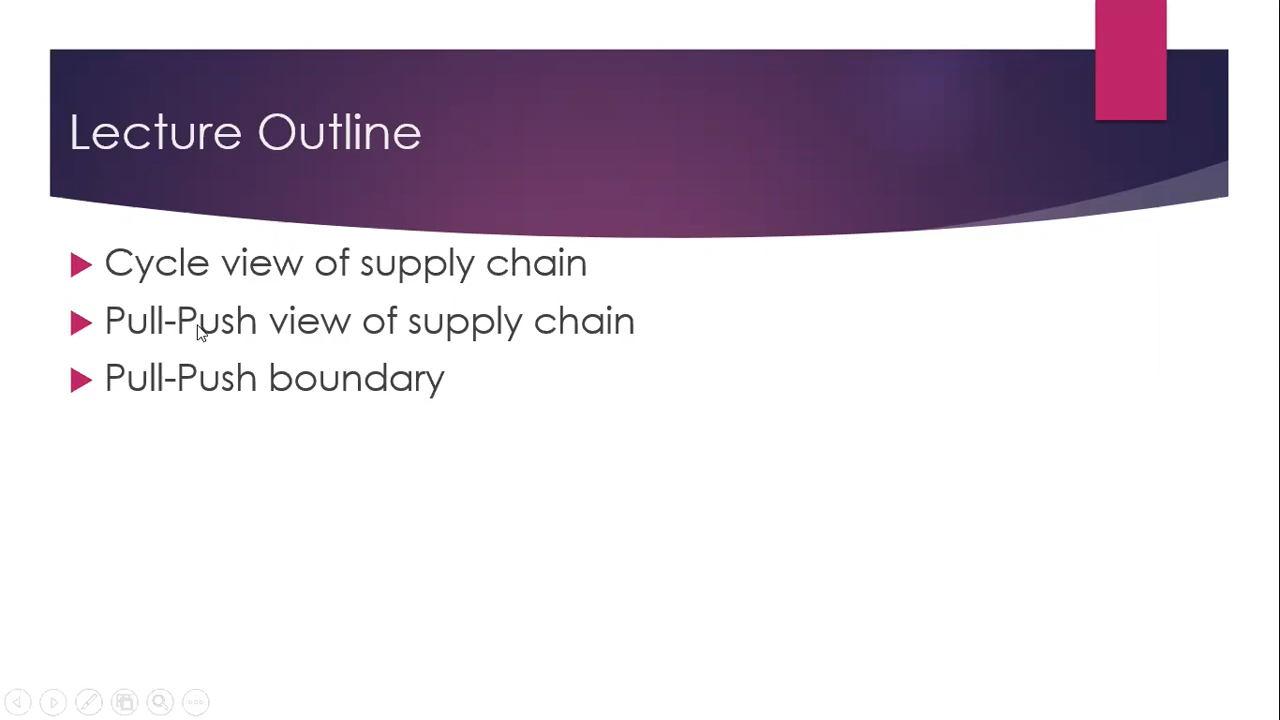 Lecture Outline
Cycle view of supply chain
Pull-Push view of supply chain
Pull-Push boundary